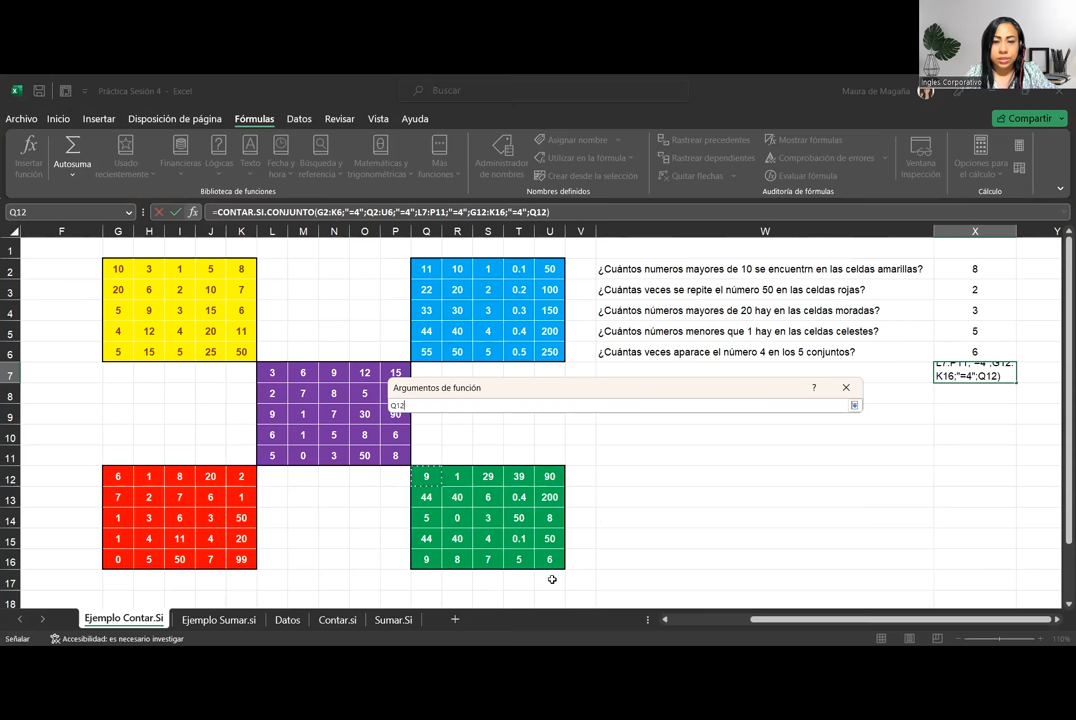 Ingles Corporativo
Práctica Sesión 4 - Excel
Buscar
Maura de Magaña
Archivo Inicio Insertar Disposición de página Fórmulas Datos Revisar Vista Ayuda
Compartir
Insertar función
Autosuma
Usado recientemente
Financieras
Lógicas
Texto
Fecha y hora
Búsqueda y referencia
Matemáticas y trigonométricas
Más funciones
Biblioteca de funciones
Administrador de nombres
Asignar nombre
Utilizar en la fórmula
Crear desde la selección
Nombres definidos
Rastrear precedentes
Rastrear dependientes
Quitar flechas
Mostrar fórmulas
Comprobación de errores
Evaluar fórmula
Auditoría de fórmulas
Ventana Inspección
Opciones para el cálculo
Cálculo
Q12
fx
=CONTAR.SI.CONJUNTO(G2:K6;"=4";Q2:U6;"=4";L7:P11;"=4";G12:K16;"=4";Q12)
F G H I J K L M N O P Q R S T U V W X Y
1
2 10 3 1 5 8 11 10 1 0.1 50 ¿Cuántos numeros mayores de 10 se encuentrn en las celdas amarillas? 8
3 20 6 2 10 7 22 20 2 0.2 100 ¿Cuántas veces se repite el número 50 en las celdas rojas? 2
4 5 9 3 15 6 33 30 3 0.3 150 ¿Cuántos números mayores de 20 hay en las celdas moradas? 3
5 4 12 4 20 11 44 40 4 0.4 200 ¿Cuántos números menores que 1 hay en las celdas celestes? 5
6 5 15 5 25 50 55 50 5 0.5 250 ¿Cuántas veces aparace el número 4 en los 5 conjuntos? 6
7 3 6 9 12 15 L7:P11;"=4";G12:
K16;"=4";Q12)
Argumentos de función ?
Q12
8 2 7 8 5
9 9 1 7 30 90
10 6 1 5 8 6
11 5 0 3 50 8
12 6 1 8 20 2 9 1 29 39 90
13 7 2 7 6 1 44 40 6 0.4 200
14 1 3 6 3 50 5 0 3 50 8
15 1 4 11 4 20 44 40 4 0.1 50
16 0 5 50 7 99 9 8 7 5 6
17
18
Ejemplo Contar.Si Ejemplo Sumar.si Datos Contar.si Sumar.Si
Señalar Accesibilidad: es necesario investigar 110%